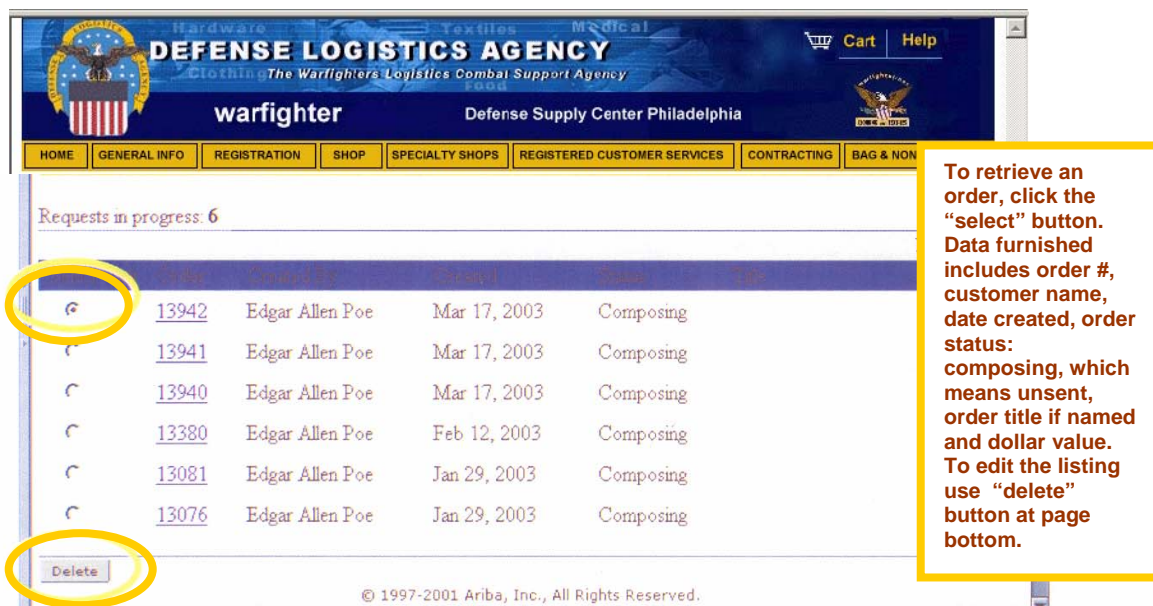 Hardware Textiles Medical
DEFENSE LOGISTICS AGENCY
Clothing The Warfighters Logistics Combat Support Agency
Food
Cart | Help
warfighter Defense Supply Center Philadelphia
HOME GENERAL INFO REGISTRATION SHOP SPECIALTY SHOPS REGISTERED CUSTOMER SERVICES CONTRACTING BAG & NON
Requests in progress: 6
Order Created By Created Status Title
13942 Edgar Allen Poe Mar 17, 2003 Composing
13941 Edgar Allen Poe Mar 17, 2003 Composing
13940 Edgar Allen Poe Mar 17, 2003 Composing
13380 Edgar Allen Poe Feb 12, 2003 Composing
13081 Edgar Allen Poe Jan 29, 2003 Composing
13076 Edgar Allen Poe Jan 29, 2003 Composing
Delete
© 1997-2001 Ariba, Inc., All Rights Reserved.
To retrieve an
order, click the
“select” button.
Data furnished
includes order #,
customer name,
date created, order
status:
composing, which
means unsent,
order title if named
and dollar value.
To edit the listing
use “delete”
button at page
bottom.